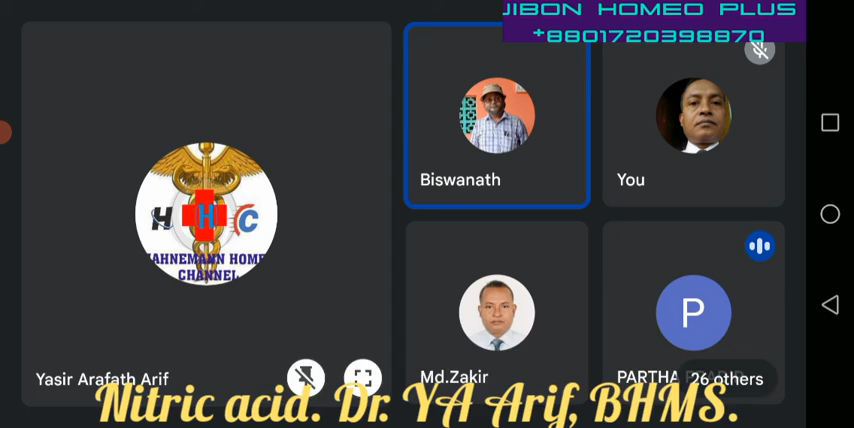 JIBON HOMEO PLUS
+8801720398870
H H C
HAHNEMANN HOME
CHANNEL
Biswanath
You
P
Yasir Arafath Arif
Md.Zakir
PARTHA
26 others
Nitric acid. Dr. YA Arif, BHMS.